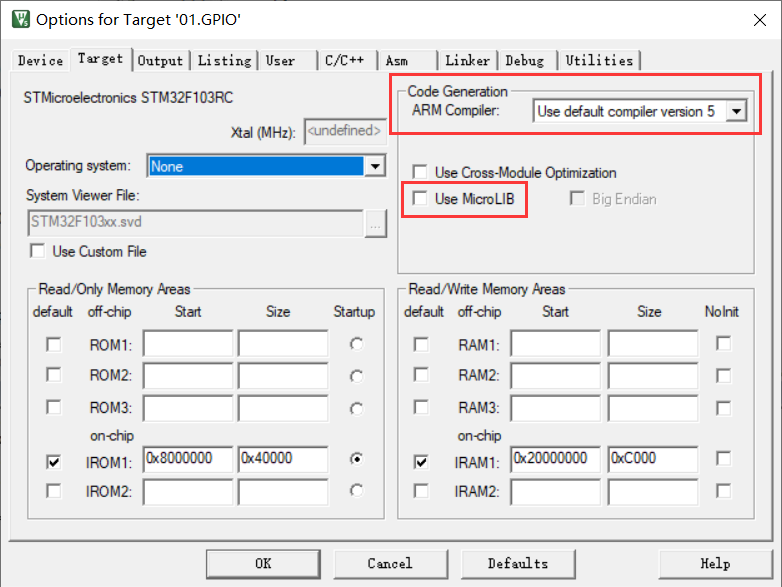 Options for Target '01.GPIO'
Device Target Output Listing User C/C++ Asm Linker Debug Utilities
STMicroelectronics STM32F103RC
Xtal (MHz): <undefined>
Operating system: None
System Viewer File:
STM32F103xx.svd ...
Use Custom File
Code Generation
ARM Compiler: Use default compiler version 5
Use Cross-Module Optimization
Use MicroLIB Big Endian
Read/Only Memory Areas
default off-chip Start Size Startup
ROM1:
ROM2:
ROM3:
on-chip
IROM1: 0x8000000 0x40000
IROM2:
Read/Write Memory Areas
default off-chip Start Size NoInit
RAM1:
RAM2:
RAM3:
on-chip
IRAM1: 0x20000000 0xC000
IRAM2:
OK Cancel Defaults Help